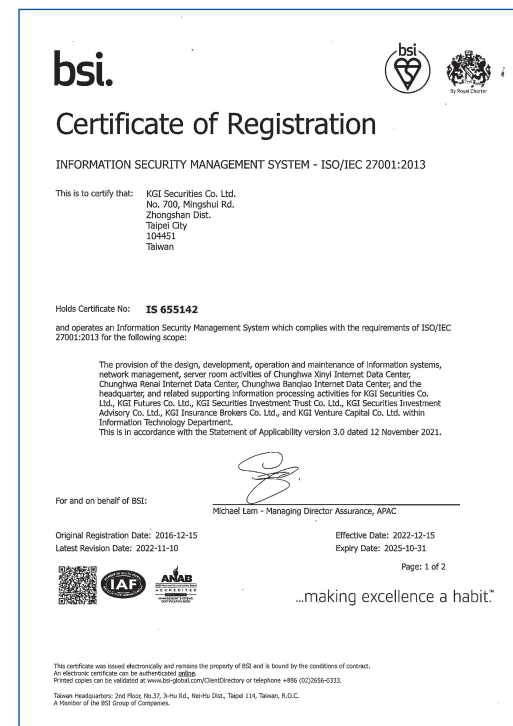 bsi.
bsi
By Royal Charter
Certificate of Registration
INFORMATION SECURITY MANAGEMENT SYSTEM - ISO/IEC 27001:2013
This is to certify that: KGI Securities Co. Ltd.
No. 700, Mingshui Rd.
Zhongshan Dist.
Taipei City
104451
Taiwan
Holds Certificate No: IS 655142
and operates an Information Security Management System which complies with the requirements of ISO/IEC
27001:2013 for the following scope:
The provision of the design, development, operation and maintenance of information systems,
network management, server room activities of Chunghwa Xinyi Internet Data Center,
Chunghwa Renai Internet Data Center, Chunghwa Banqiao Internet Data Center, and the
headquarter, and related supporting information processing activities for KGI Securities Co.
Ltd., KGI Futures Co. Ltd., KGI Securities Investment Trust Co. Ltd., KGI Securities Investment
Advisory Co. Ltd., KGI Insurance Brokers Co. Ltd., and KGI Venture Capital Co. Ltd. within
Information Technology Department.
This is in accordance with the Statement of Applicability version 3.0 dated 12 November 2021.
For and on behalf of BSI:
Michael Lam - Managing Director Assurance, APAC
Original Registration Date: 2016-12-15 Effective Date: 2022-12-15
Latest Revision Date: 2022-11-10 Expiry Date: 2025-10-31
Page: 1 of 2
IAF
ANAB
ACCREDITED
MANAGEMENT SYSTEMS
CERTIFICATION BODY
...making excellence a habit.™
This certificate was issued electronically and remains the property of BSI and is bound by the conditions of contract.
An electronic certificate can be authenticated online.
Printed copies can be validated at www.bsi-global.com/ClientDirectory or telephone +886 (02)2656-0333.
Taiwan Headquarters: 2nd Floor, No.37, Ji-Hu Rd., Nei-Hu Dist., Taipei 114, Taiwan, R.O.C.
A Member of the BSI Group of Companies.